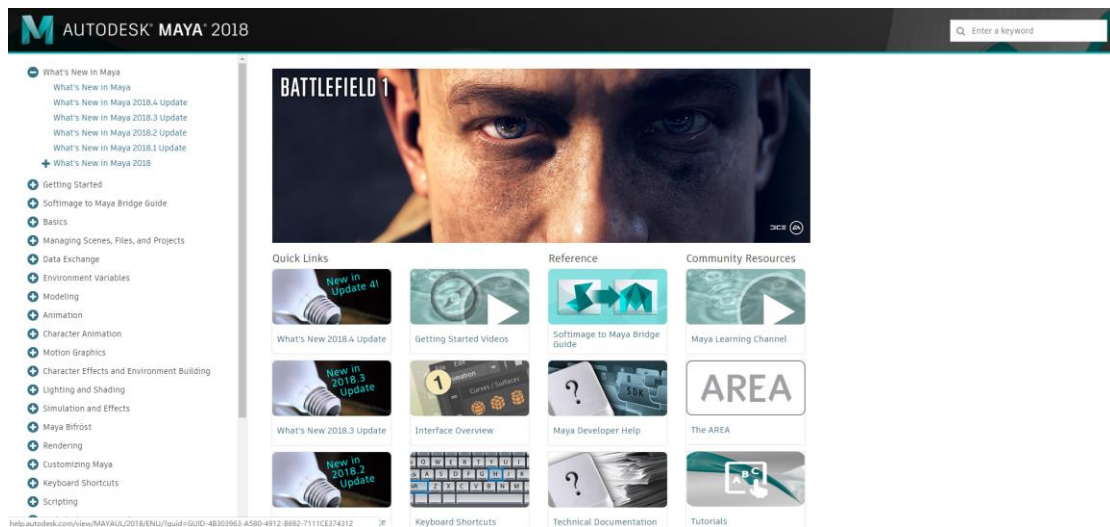 AUTODESK® MAYA® 2018
Enter a keyword
What's New in Maya
What's New in Maya
What's New in Maya 2018.4 Update
What's New in Maya 2018.3 Update
What's New in Maya 2018.2 Update
What's New in Maya 2018.1 Update
What's New in Maya 2018
Getting Started
Softimage to Maya Bridge Guide
Basics
Managing Scenes, Files, and Projects
Data Exchange
Environment Variables
Modeling
Animation
Character Animation
Motion Graphics
Character Effects and Environment Building
Lighting and Shading
Simulation and Effects
Maya Bifröst
Rendering
Customizing Maya
Keyboard Shortcuts
Scripting
help.autodesk.com/view/MAYAUL/2018/ENU/?guid=GUID-4B303963-A580-4912-B692-7111CE374312
BATTLEFIELD 1
DICE EA
Quick Links
Reference
Community Resources
New in
Update 4!
What's New 2018.4 Update
Getting Started Videos
Softimage to Maya Bridge
Guide
Maya Learning Channel
New in
2018.3
Update
1
Curves / Surfaces
?
SDK
AREA
What's New 2018.3 Update
Interface Overview
Maya Developer Help
The AREA
New in
2018.2
Update
Q W E R T Y U I
A S D F G H J K
Z X C V B N M
?
A B C
Keyboard Shortcuts
Technical Documentation
Tutorials